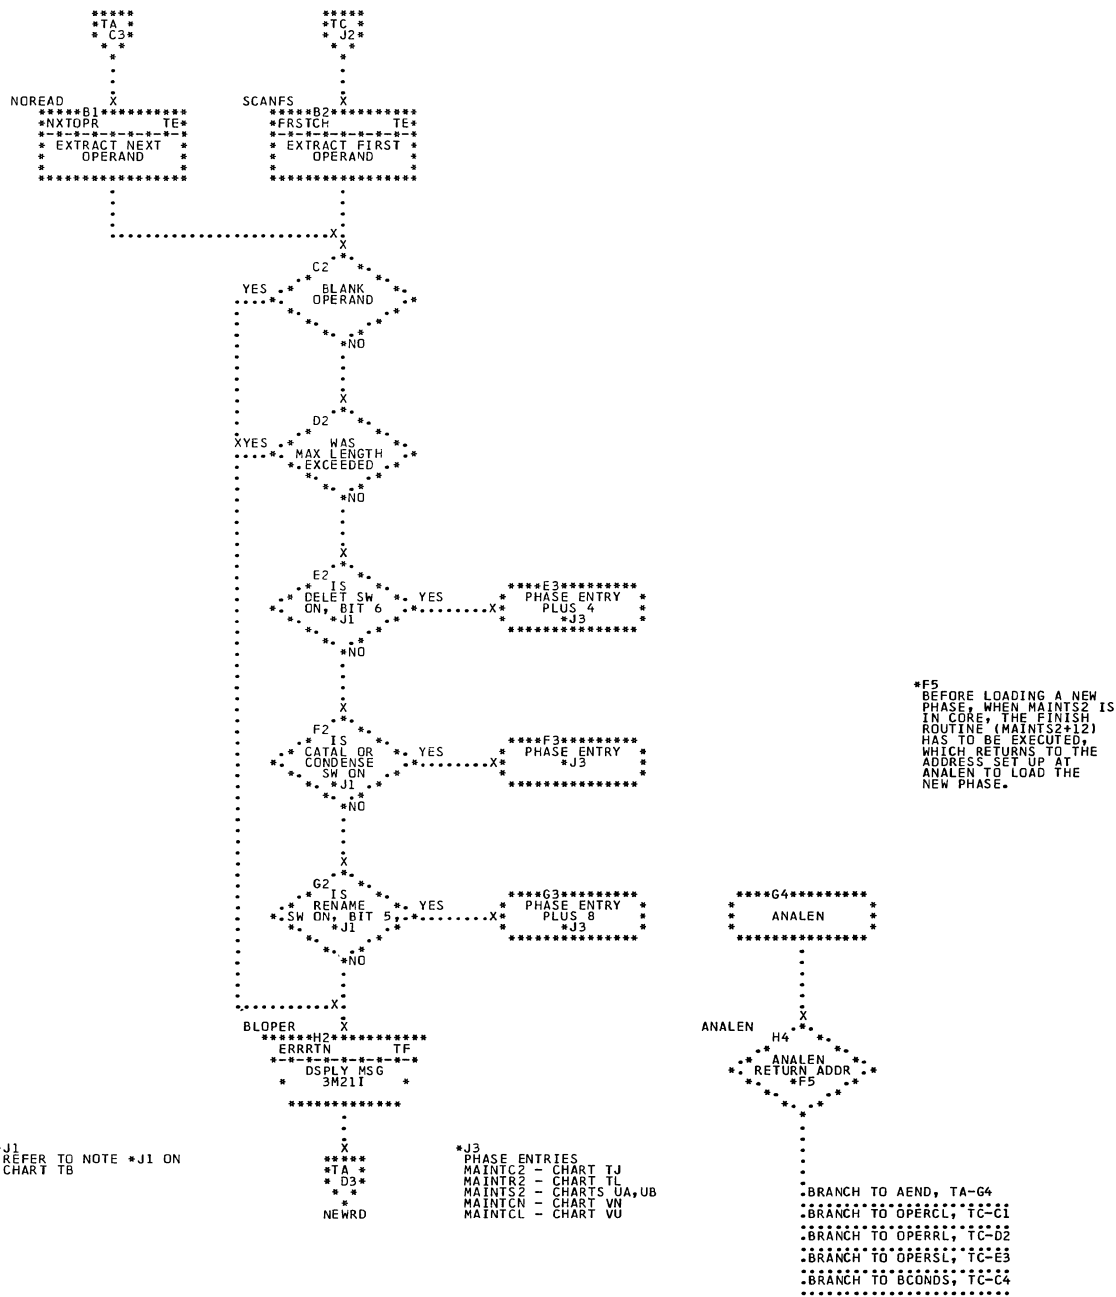 TA
C3
TC
J2
NOREAD
B1
NXTOPR TE
EXTRACT NEXT
OPERAND
SCANFS
B2
FRSTCH TE
EXTRACT FIRST
OPERAND
C2
BLANK
OPERAND
YES
NO
D2
WAS
MAX LENGTH
EXCEEDED
XYES
NO
E2
IS
DELET SW
ON, BIT 6
*J1
YES
NO
E3
PHASE ENTRY
PLUS 4
*J3
F2
IS
CATAL OR
CONDENSE
SW ON
*J1
YES
NO
F3
PHASE ENTRY
*J3
*F5
BEFORE LOADING A NEW
PHASE, WHEN MAINTS2 IS
IN CORE, THE FINISH
ROUTINE (MAINTS2+12)
HAS TO BE EXECUTED,
WHICH RETURNS TO THE
ADDRESS SET UP AT
ANALEN TO LOAD THE
NEW PHASE.
G2
IS
RENAME
SW ON, BIT 5,
*J1
YES
NO
G3
PHASE ENTRY
PLUS 8
*J3
G4
ANALEN
BLOPER
H2
ERRRTN TF
DSPLY MSG
3M21I
ANALEN
H4
ANALEN
RETURN ADDR
*F5
J1
REFER TO NOTE *J1 ON
CHART TB
TA
D3
NEWRD
*J3
PHASE ENTRIES
MAINTC2 - CHART TJ
MAINTR2 - CHART TL
MAINTS2 - CHARTS UA,UB
MAINTCN - CHART VN
MAINTCL - CHART VU
BRANCH TO AEND, TA-G4
BRANCH TO OPERCL, TC-C1
BRANCH TO OPERRL, TC-D2
BRANCH TO OPERSL, TC-E3
BRANCH TO BCONDS, TC-C4